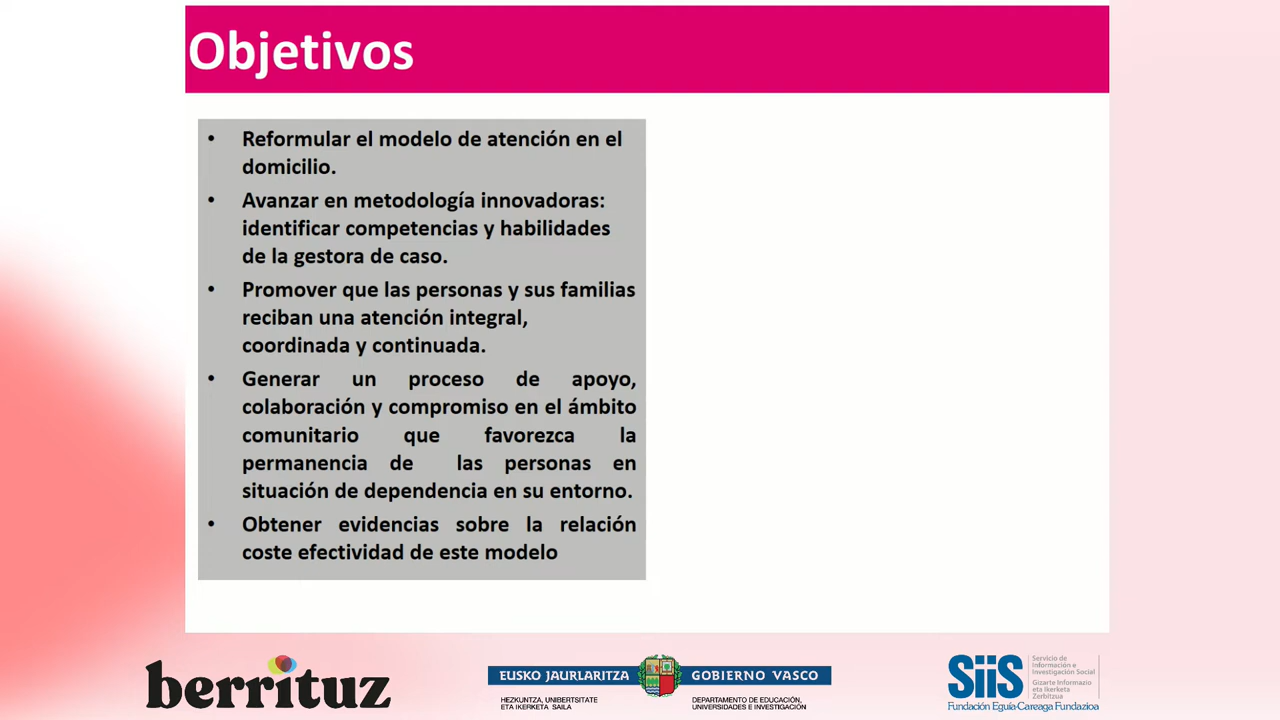 Objetivos
• Reformular el modelo de atención en el
domicilio.
• Avanzar en metodología innovadoras:
identificar competencias y habilidades
de la gestora de caso.
• Promover que las personas y sus familias
reciban una atención integral,
coordinada y continuada.
• Generar un proceso de apoyo,
colaboración y compromiso en el ámbito
comunitario que favorezca la
permanencia de las personas en
situación de dependencia en su entorno.
• Obtener evidencias sobre la relación
coste efectividad de este modelo
berrituz
EUSKO JAURLARITZA GOBIERNO VASCO
HEZKUNTZA, UNIBERTSITATE
ETA IKERKETA SAILA
DEPARTAMENTO DE EDUCACIÓN,
UNIVERSIDADES E INVESTIGACIÓN
SiiS
Servicio de
Información e
Investigación Social
Gizarte Informazio
eta Ikerketa
Zerbitzua
Fundación Eguía-Careaga Fundazioa